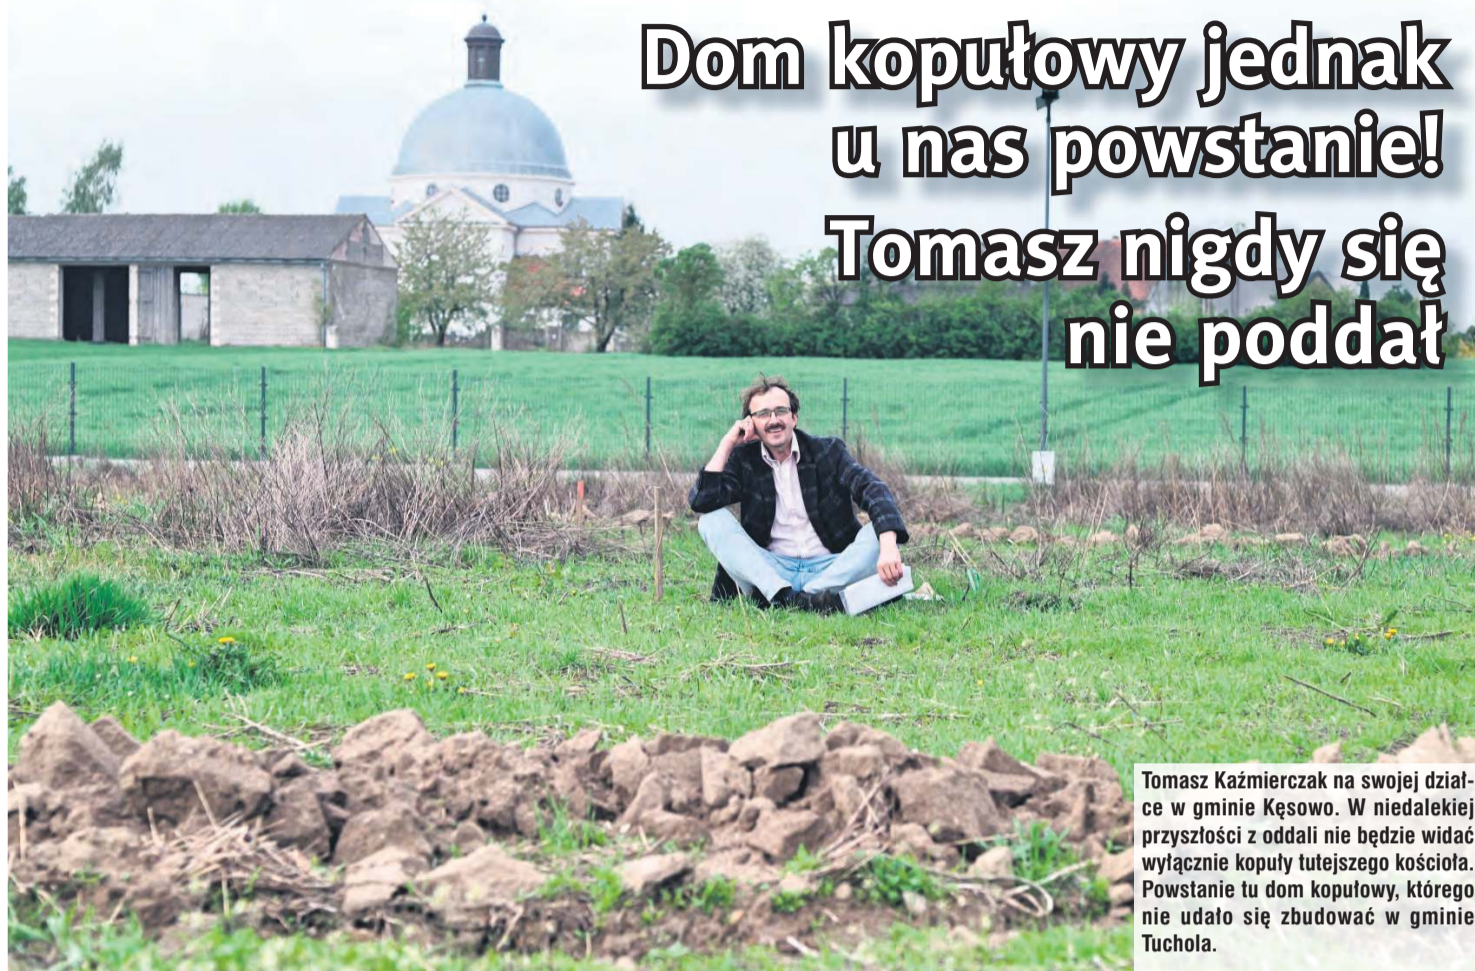 Dom kopułowy jednak
u nas powstanie!
Tomasz nigdy się
nie poddał
Tomasz Kaźmierczak na swojej dział-
ce w gminie Kęsowo. W niedalekiej
przyszłości z oddali nie będzie widać
wyłącznie kopuły tutejszego kościoła.
Powstanie tu dom kopułowy, którego
nie udało się zbudować w gminie
Tuchola.